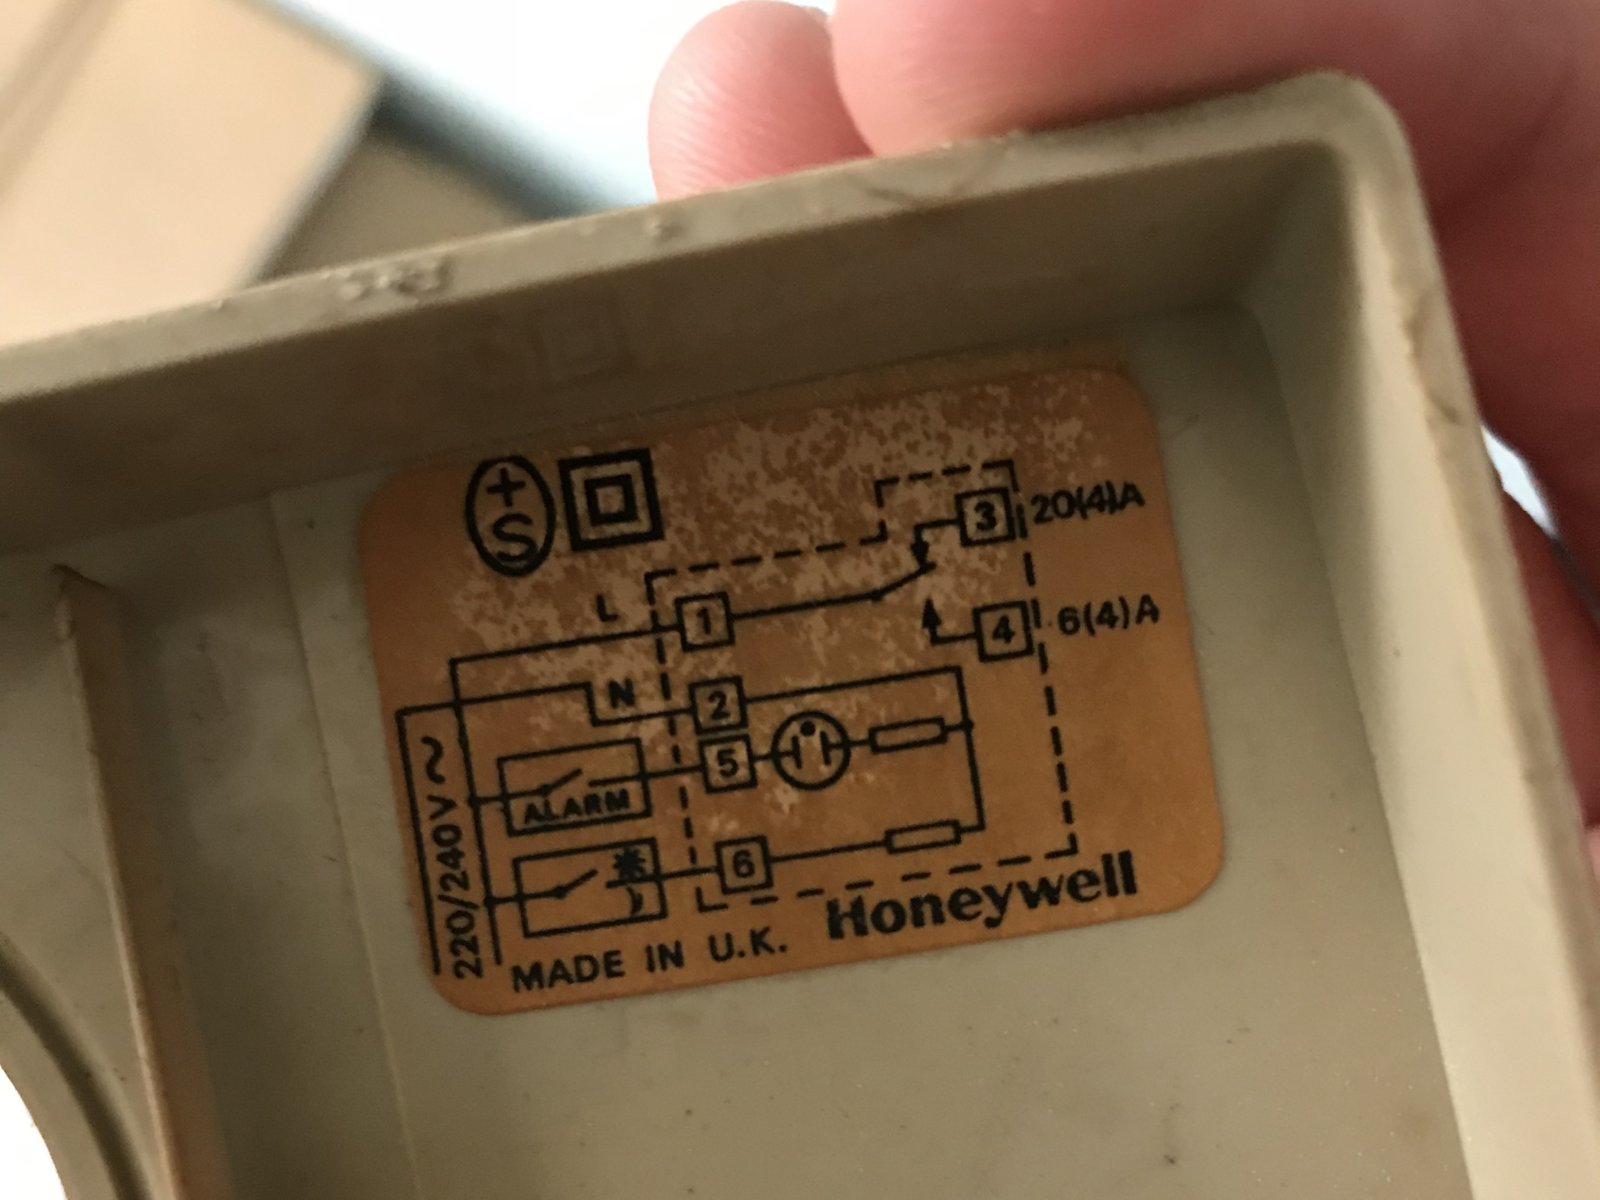 +
S
3 20(4)A
L 1
4 6(4)A
N 2
5
ALARM
6
220/240V~
Honeywell
MADE IN U.K.